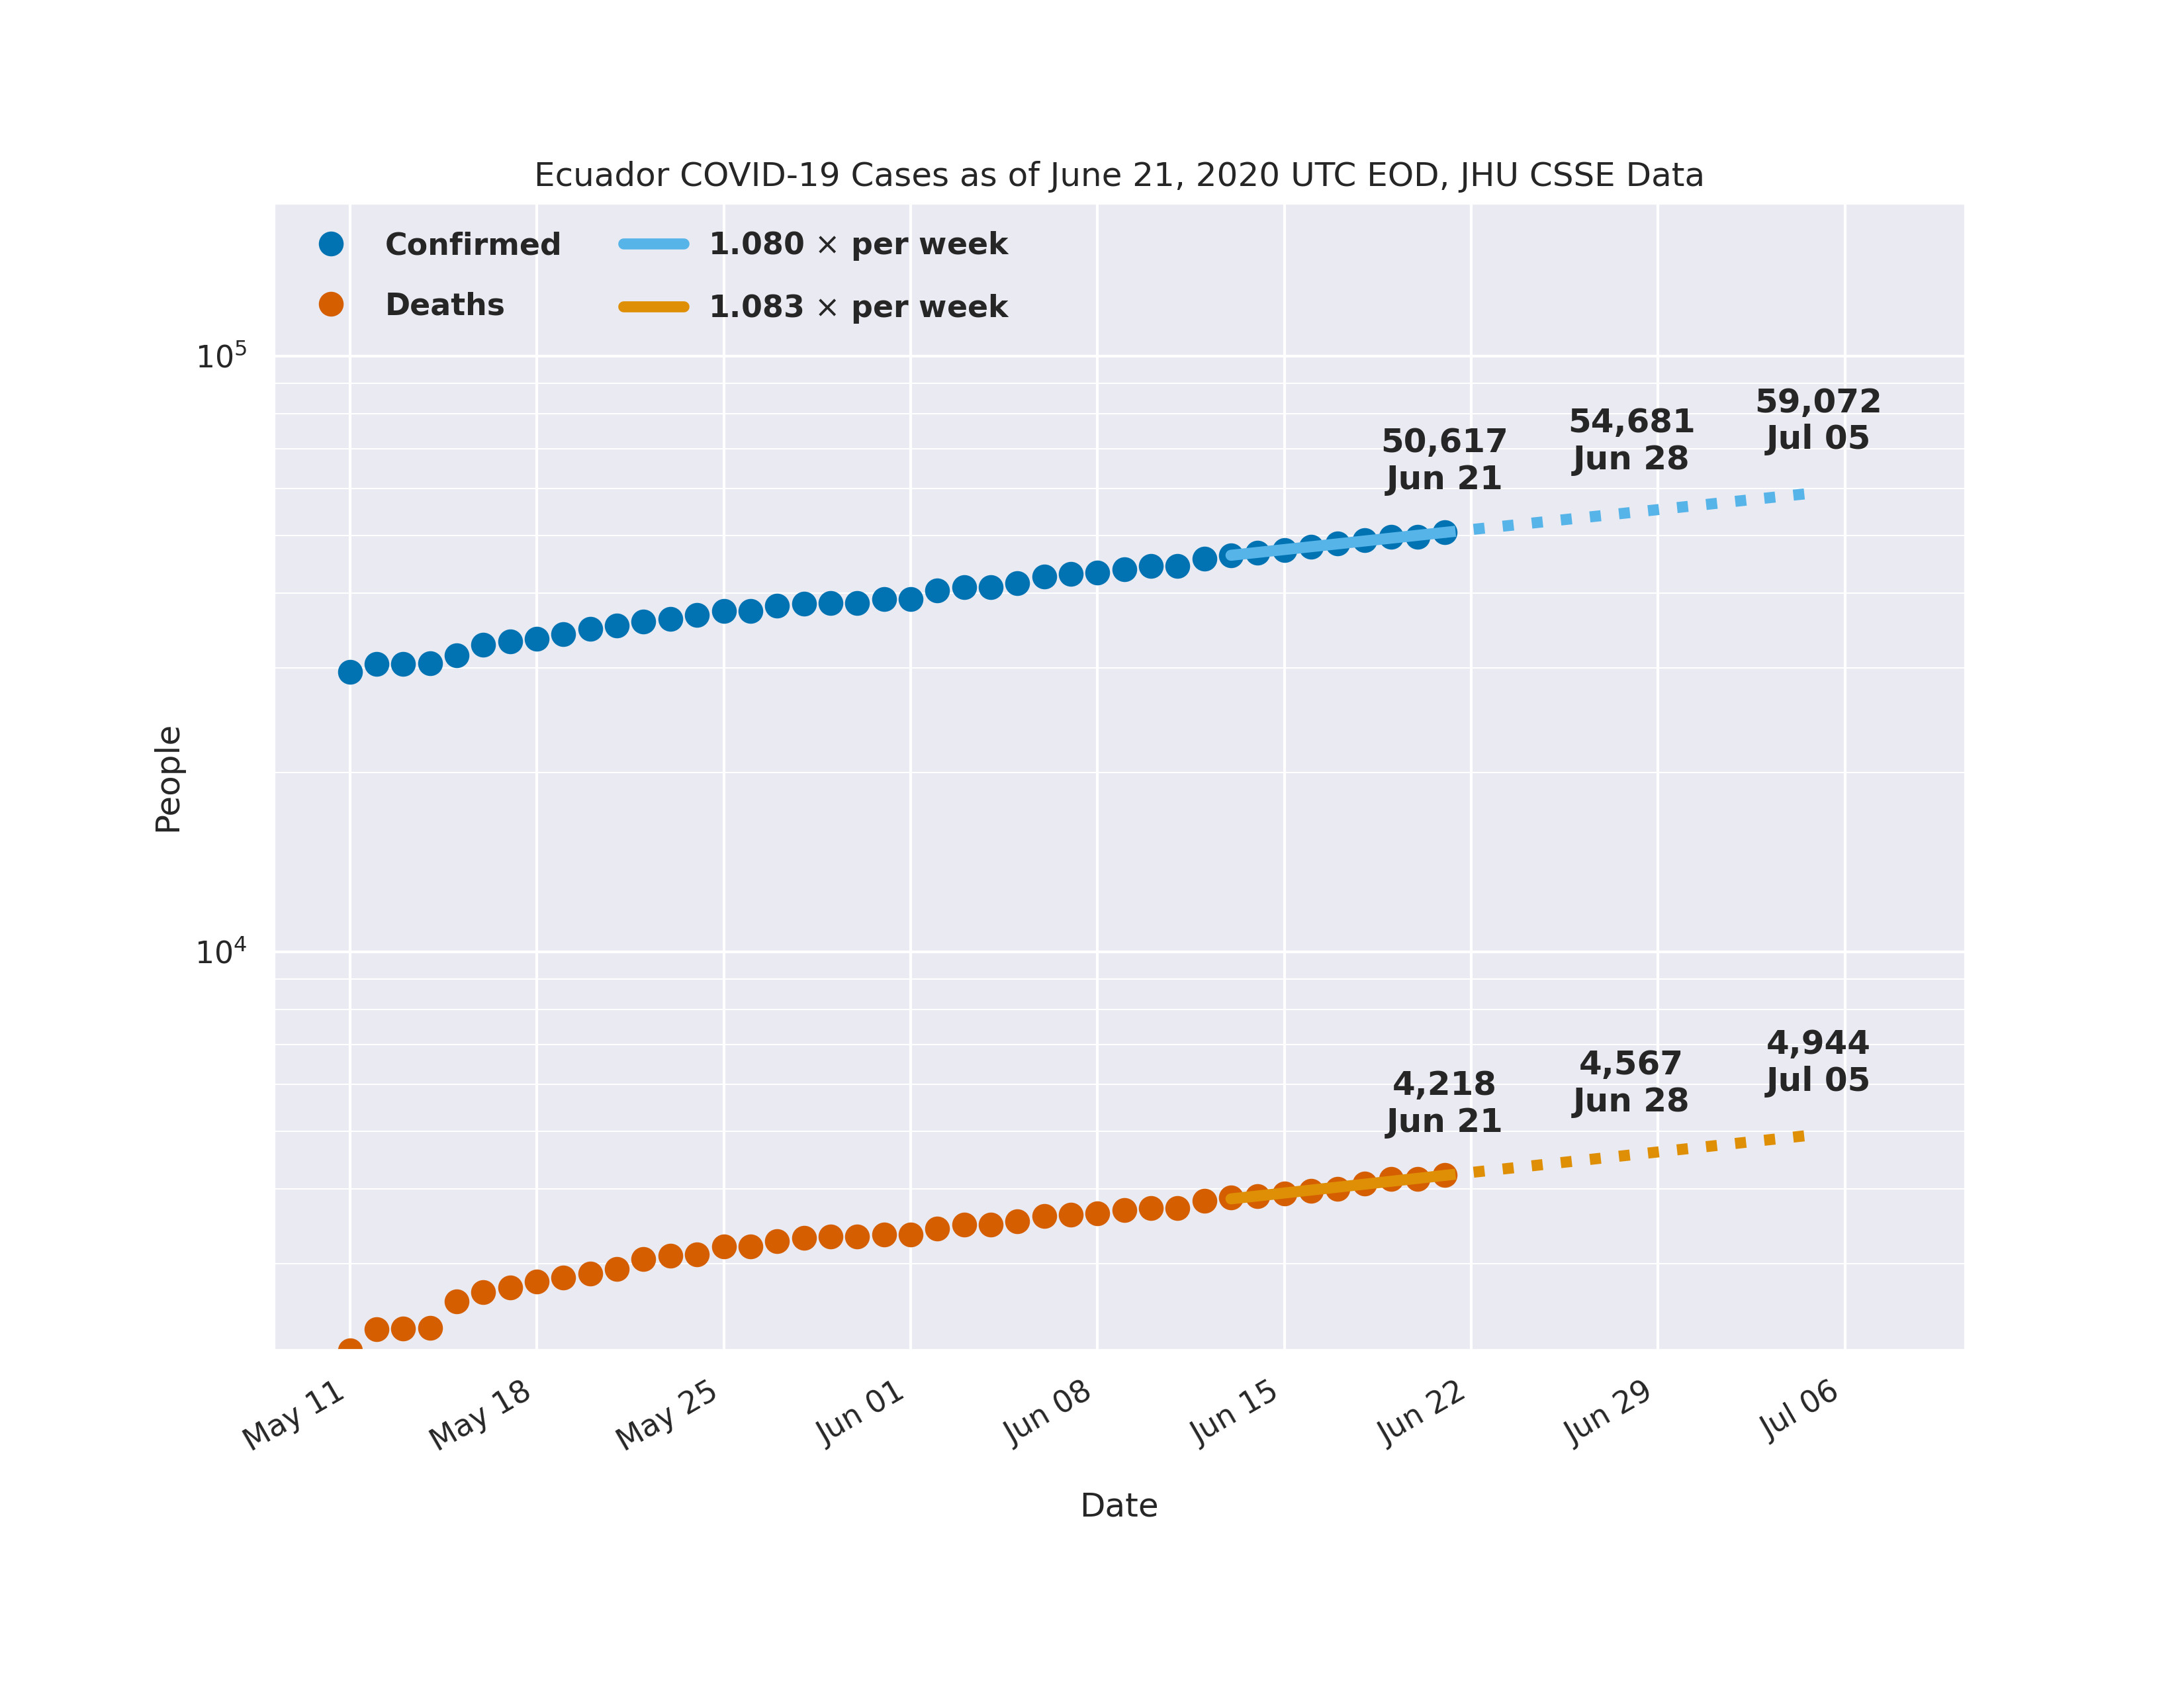 Ecuador COVID-19 Cases as of June 21, 2020 UTC EOD, JHU CSSE Data
Confirmed
Deaths
1.080 × per week
1.083 × per week
10⁵
10⁴
People
50,617
Jun 21
54,681
Jun 28
59,072
Jul 05
4,218
Jun 21
4,567
Jun 28
4,944
Jul 05
May 11
May 18
May 25
Jun 01
Jun 08
Jun 15
Jun 22
Jun 29
Jul 06
Date